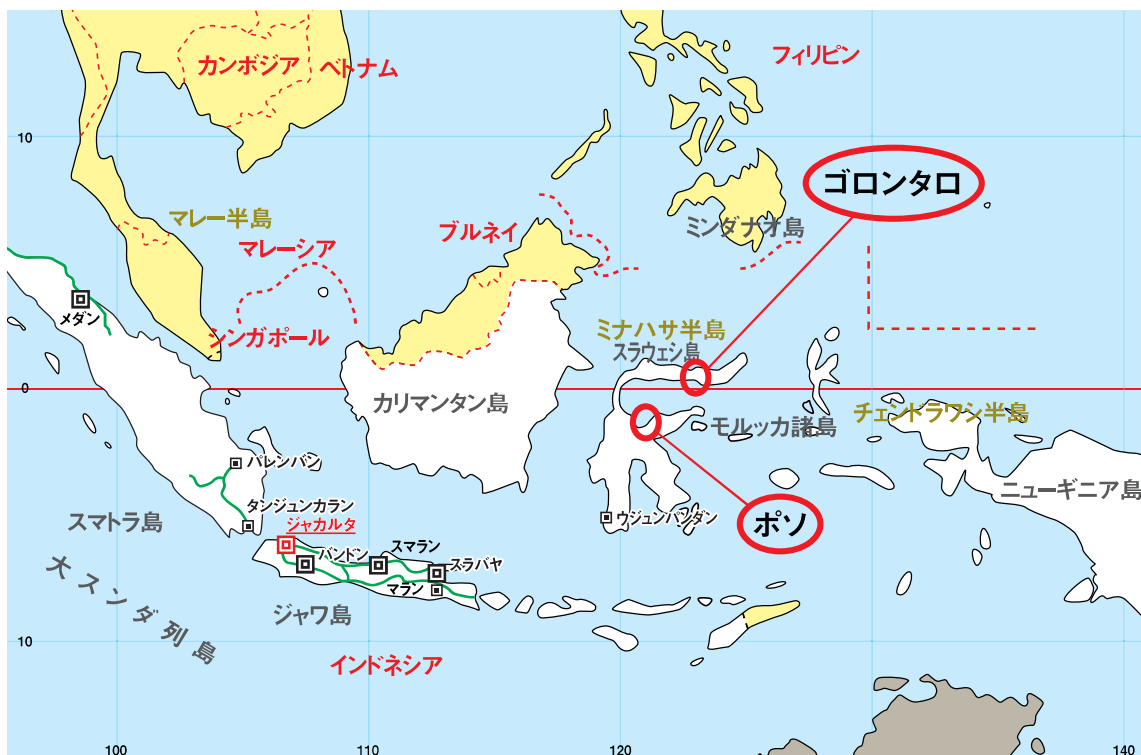 カンボジア
ベトナム
フィリピン
10
ゴロンタロ
マレー半島
ミンダナオ島
ブルネイ
マレーシア
メダン
シンガポール
ミナハサ半島
スラウェシ島
0
カリマンタン島
チェンドラワシ半島
モルッカ諸島
パレンバン
ニューギニア島
タンジュンカラン
スマトラ島
ジャカルタ
ウジュンパンダン
ポソ
バンドン
スマラン
スラバヤ
マラン
大スンダ列島
ジャワ島
10
インドネシア
100
110
120
140